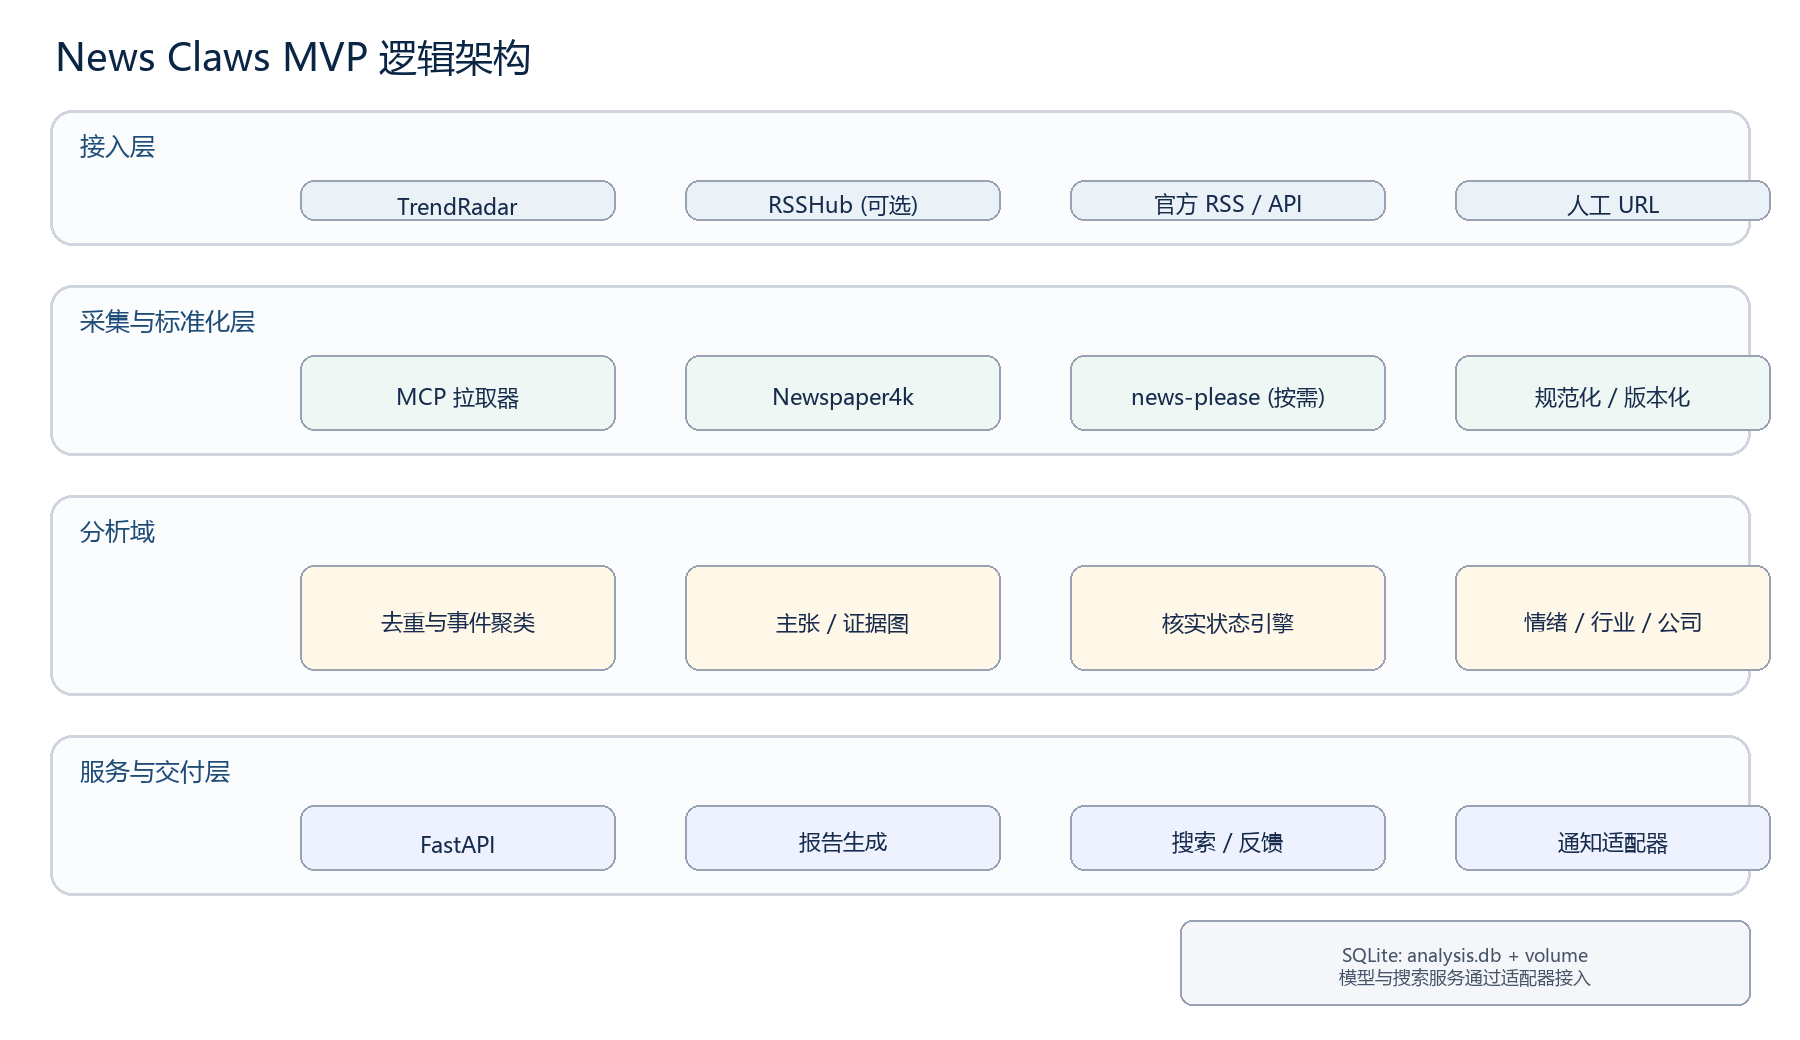 News Claws MVP 逻辑架构
接入层
TrendRadar
RSSHub (可选)
官方 RSS / API
人工 URL
采集与标准化层
MCP 拉取器
Newspaper4k
news-please (按需)
规范化 / 版本化
分析域
去重与事件聚类
主张 / 证据图
核实状态引擎
情绪 / 行业 / 公司
服务与交付层
FastAPI
报告生成
搜索 / 反馈
通知适配器
SQLite: analysis.db + volume
模型与搜索服务通过适配器接入